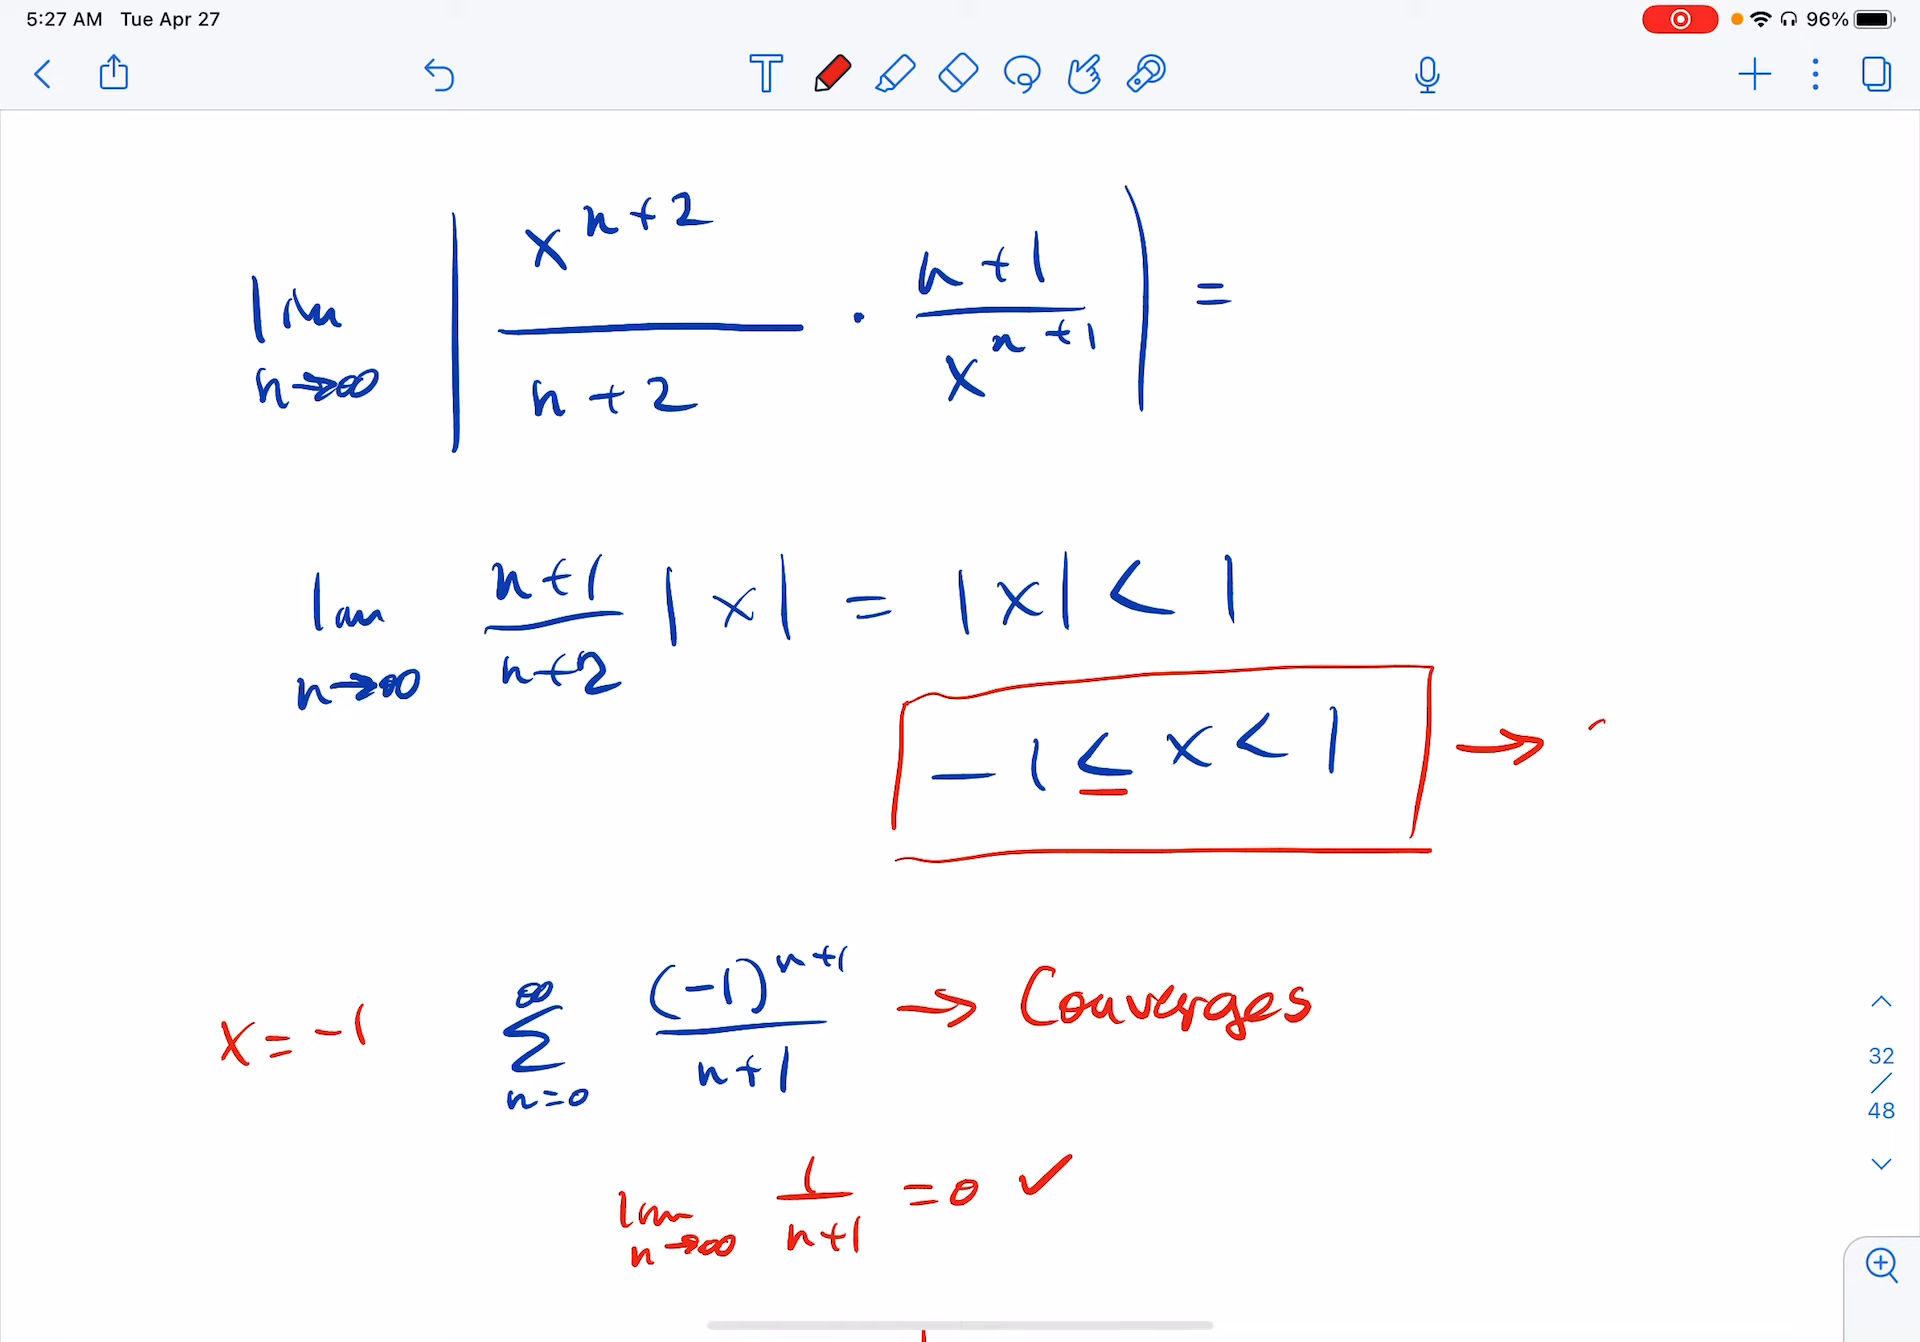 5:27 AM Tue Apr 27 96%
T
lim n→∞ | x^(n+2) / (n+2) · (n+1) / x^(n+1) | =
lim n→∞ (n+1)/(n+2) |x| = |x| < 1
-1 ≤ x < 1 →
x = -1 ∑ n=0 ∞ (-1)^(n+1) / (n+1) → Converges
lim n→∞ 1/(n+1) = 0 ✓
32
/
48